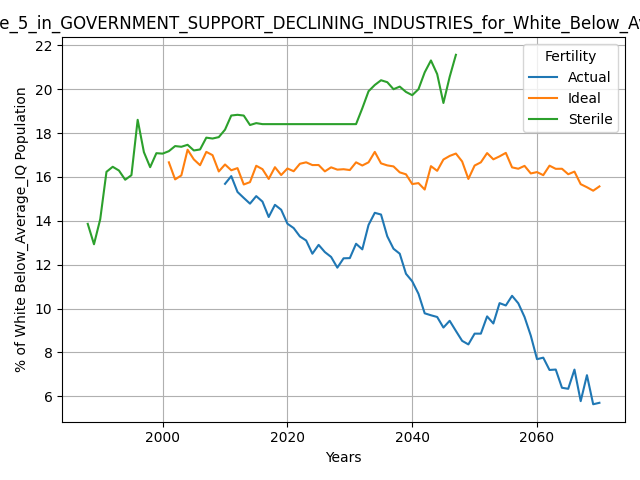 e_5_in_GOVERNMENT_SUPPORT_DECLINING_INDUSTRIES_for_White_Below_Av
Fertility
Actual
Ideal
Sterile
% of White Below_Average_IQ Population
22
20
18
16
14
12
10
8
6
2000 2020 2040 2060
Years